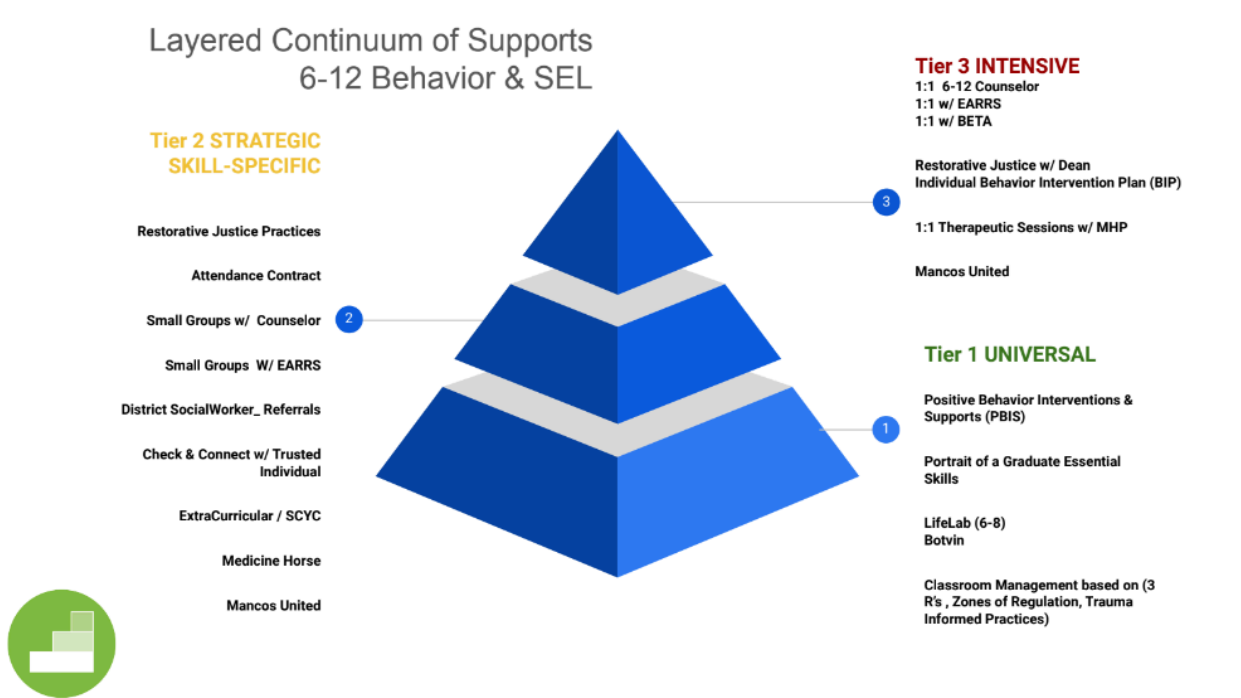 Layered Continuum of Supports
6-12 Behavior & SEL
Tier 2 STRATEGIC
SKILL-SPECIFIC
Restorative Justice Practices
Attendance Contract
Small Groups w/ Counselor
Small Groups W/ EARRS
District SocialWorker_ Referrals
Check & Connect w/ Trusted
Individual
ExtraCurricular / SCYC
Medicine Horse
Mancos United
2
Tier 3 INTENSIVE
1:1 6-12 Counselor
1:1 w/ EARRS
1:1 w/ BETA
Restorative Justice w/ Dean
Individual Behavior Intervention Plan (BIP)
1:1 Therapeutic Sessions w/ MHP
Mancos United
3
Tier 1 UNIVERSAL
Positive Behavior Interventions &
Supports (PBIS)
Portrait of a Graduate Essential
Skills
LifeLab (6-8)
Botvin
Classroom Management based on (3
R's , Zones of Regulation, Trauma
Informed Practices)
1